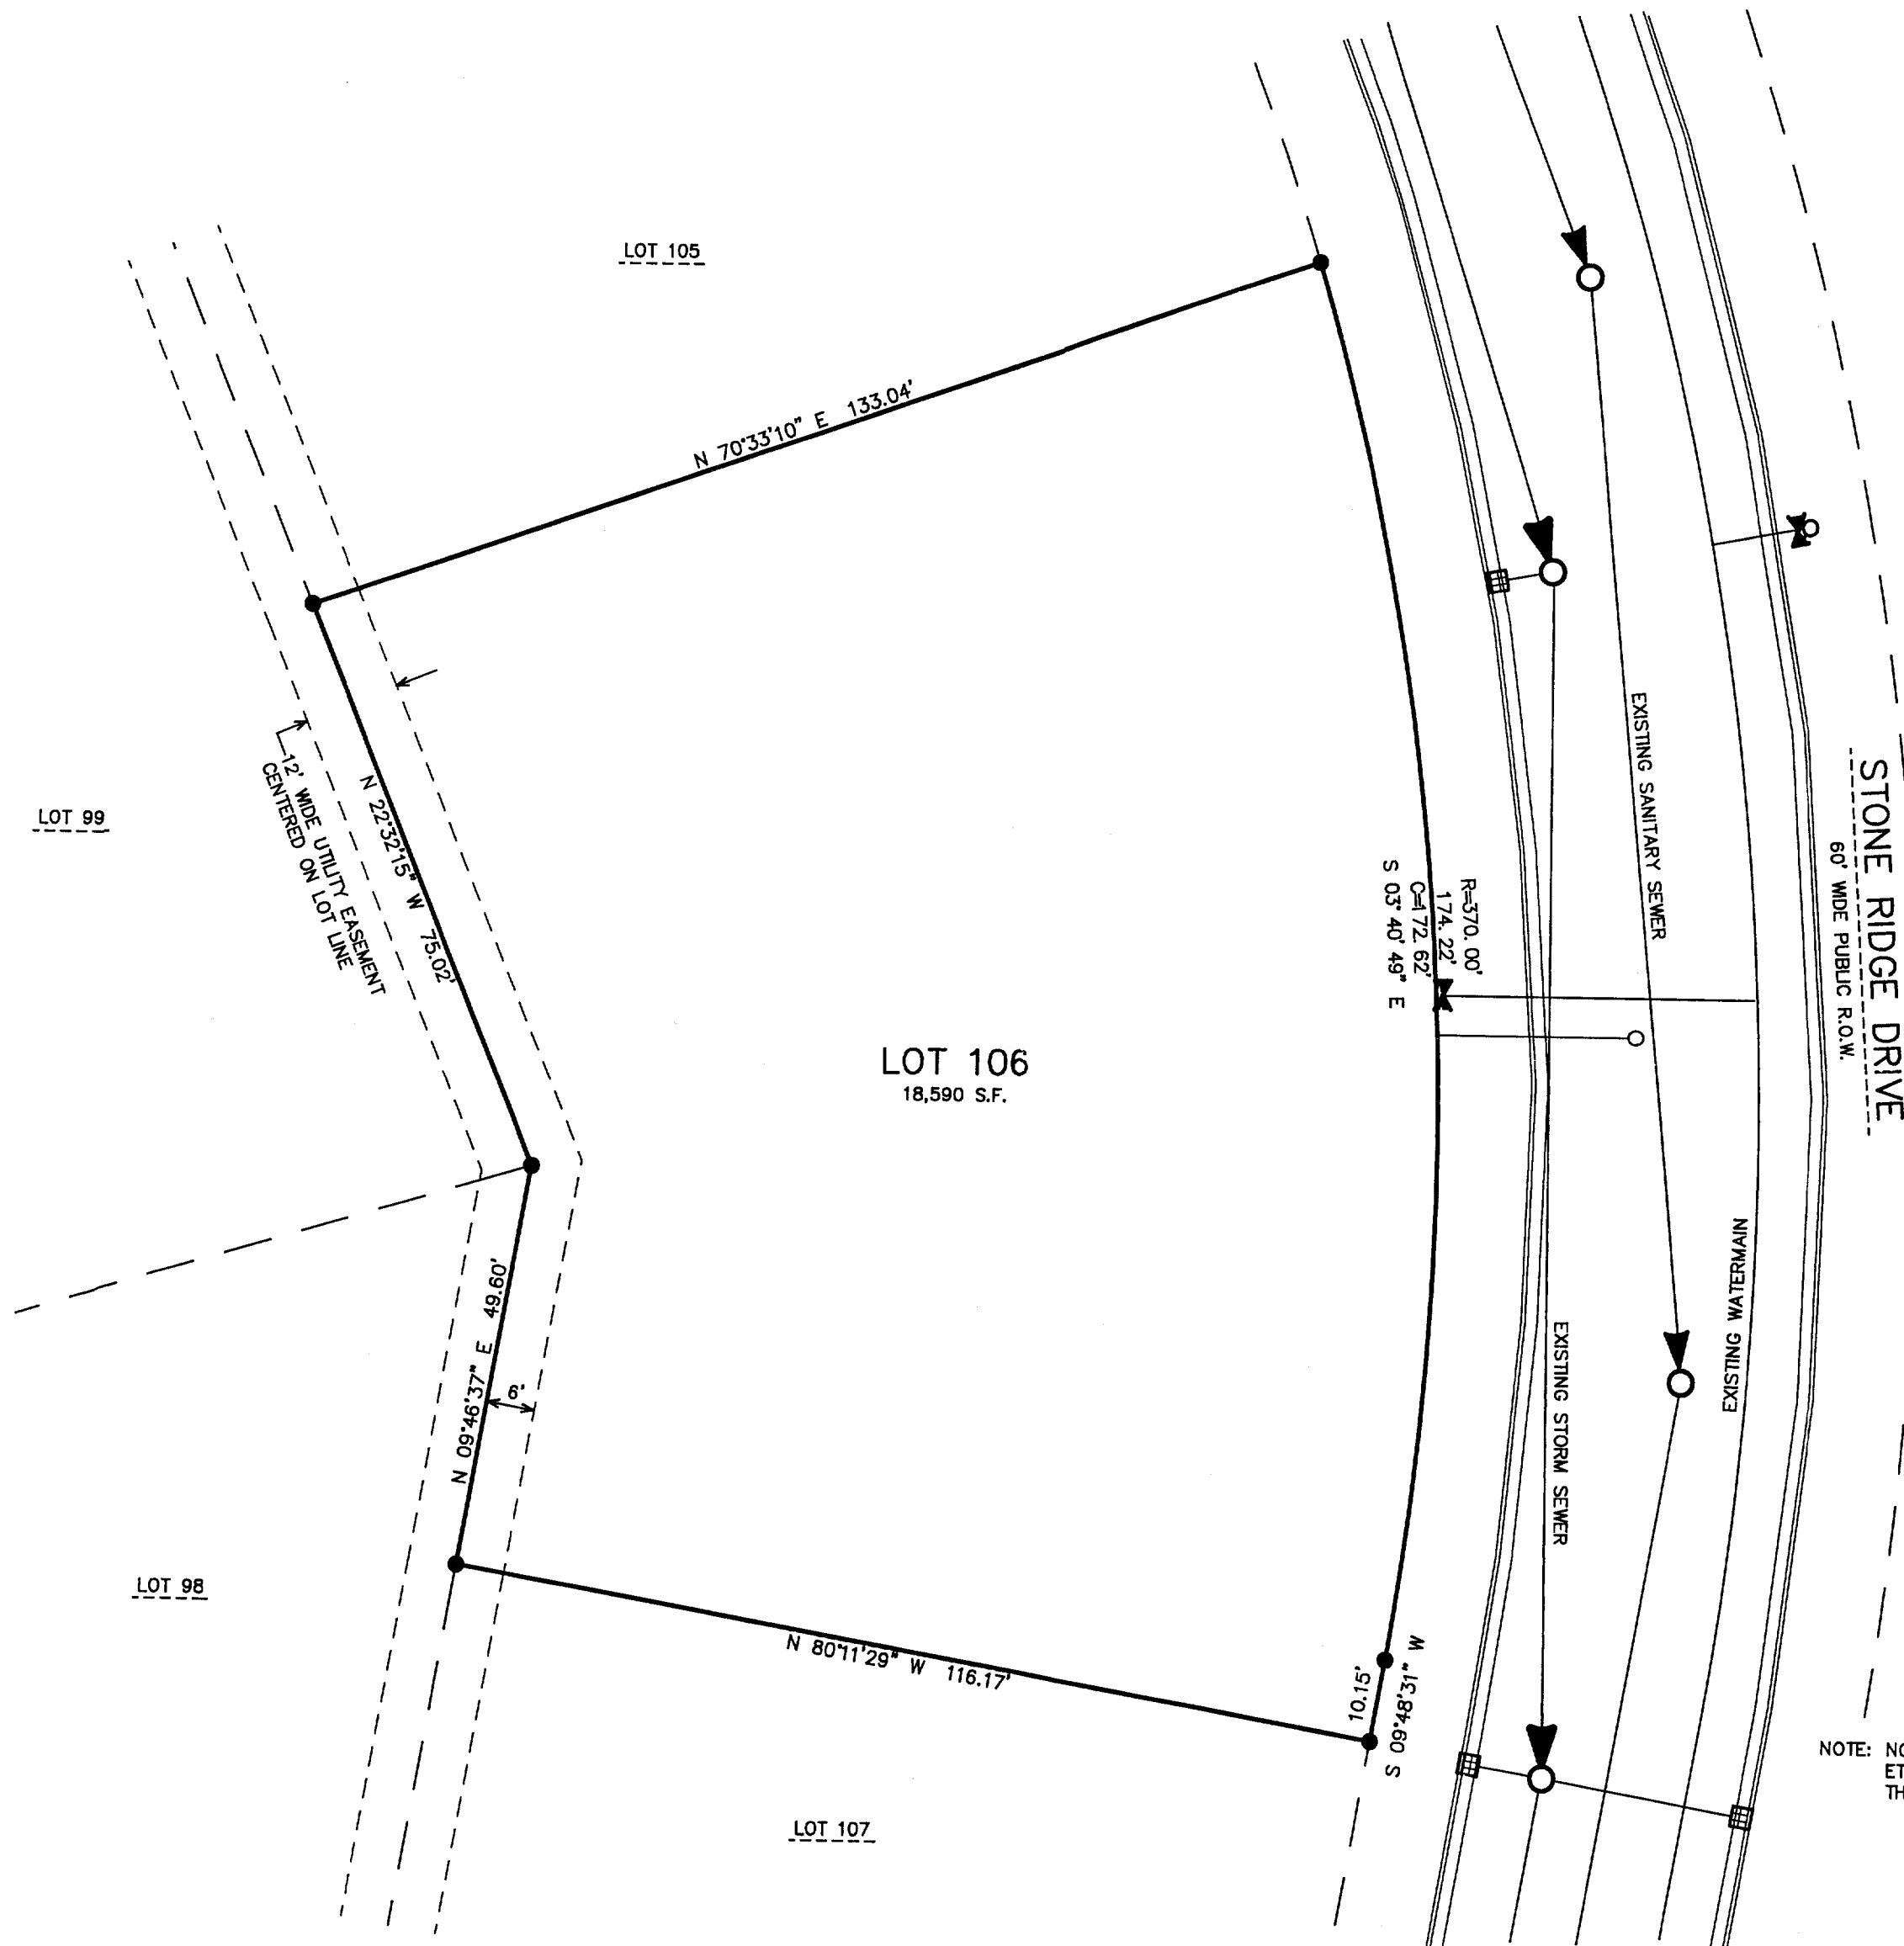 LOT 105
N 70°33'10" E 133.04'
LOT 99
12' WIDE UTILITY EASEMENT
CENTERED ON LOT LINE
N 22°32'15" W 75.02'
R=370.00'
174.22'
C=172.62'
S 03°40'49" E
EXISTING SANITARY SEWER
STONE RIDGE DRIVE
60' WIDE PUBLIC R.O.W.
LOT 106
18,590 S.F.
EXISTING WATERMAIN
EXISTING STORM SEWER
N 09°46'37" E 49.60'
6'
LOT 98
N 80°11'29" W 116.17'
10.15'
S 09°48'31" W
LOT 107
NOTE: NO
ET
TH